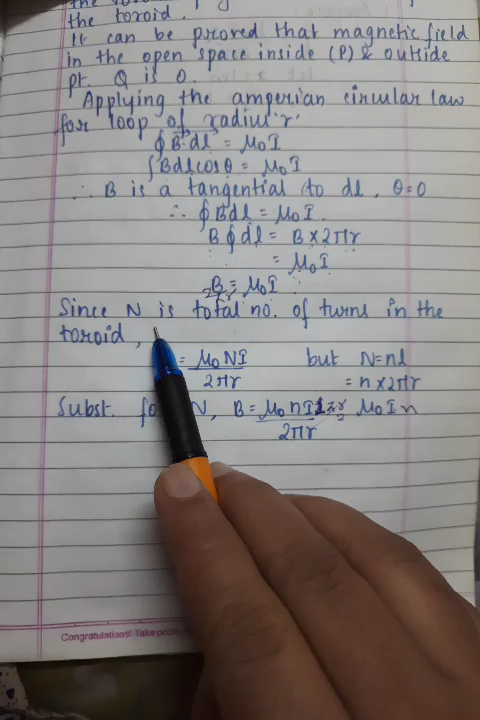 the toroid.
It can be proved that magnetic field
in the open space inside (P) & outside
pt. Q is 0.
Applying the amperian circular law
for loop of radius 'r'
∮B⃗·dl⃗ = μ₀I
∫Bdlcosθ = μ₀I
∴ B is a tangential to dl, θ=0
∴ ∮Bdl = μ₀I.
B∮dl = B×2πr
= μ₀I
B = μ₀I
Since N is total no. of turns in the
toroid,
= μ₀NI / 2πr but N=nl
= n×2πr
Subst. for N, B = μ₀nI2πr / 2πr = μ₀In
Congratulations!